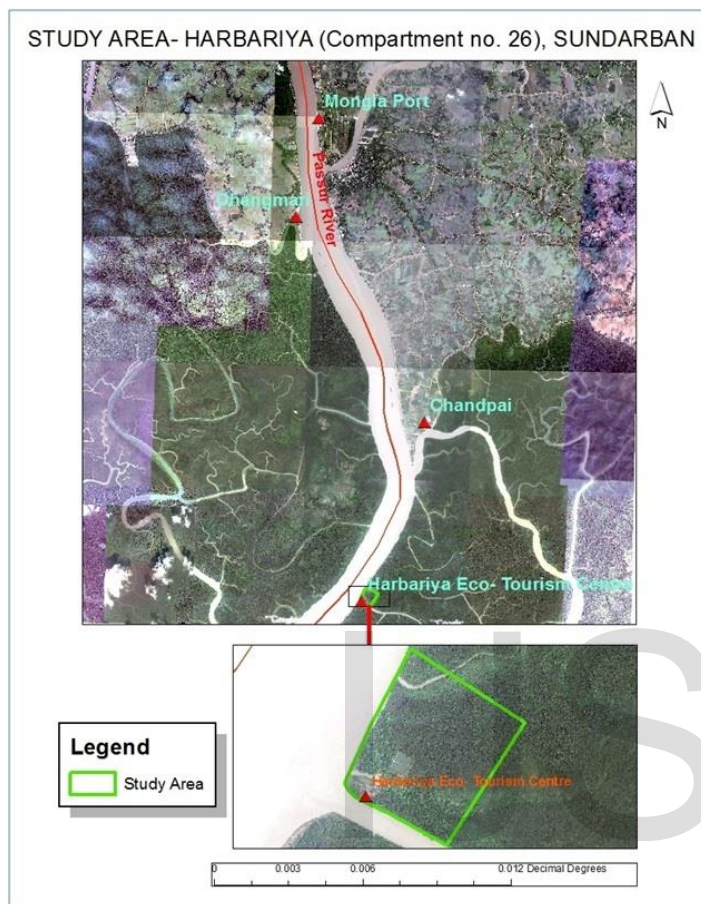 STUDY AREA- HARBARIYA (Compartment no. 26), SUNDARBAN
N
Mongla Port
Passur River
Dhangmari
Chandpai
Harbariya Eco- Tourism Centre
Legend
Study Area
Harbariya Eco- Tourism Centre
0 0.003 0.006 0.012 Decimal Degrees